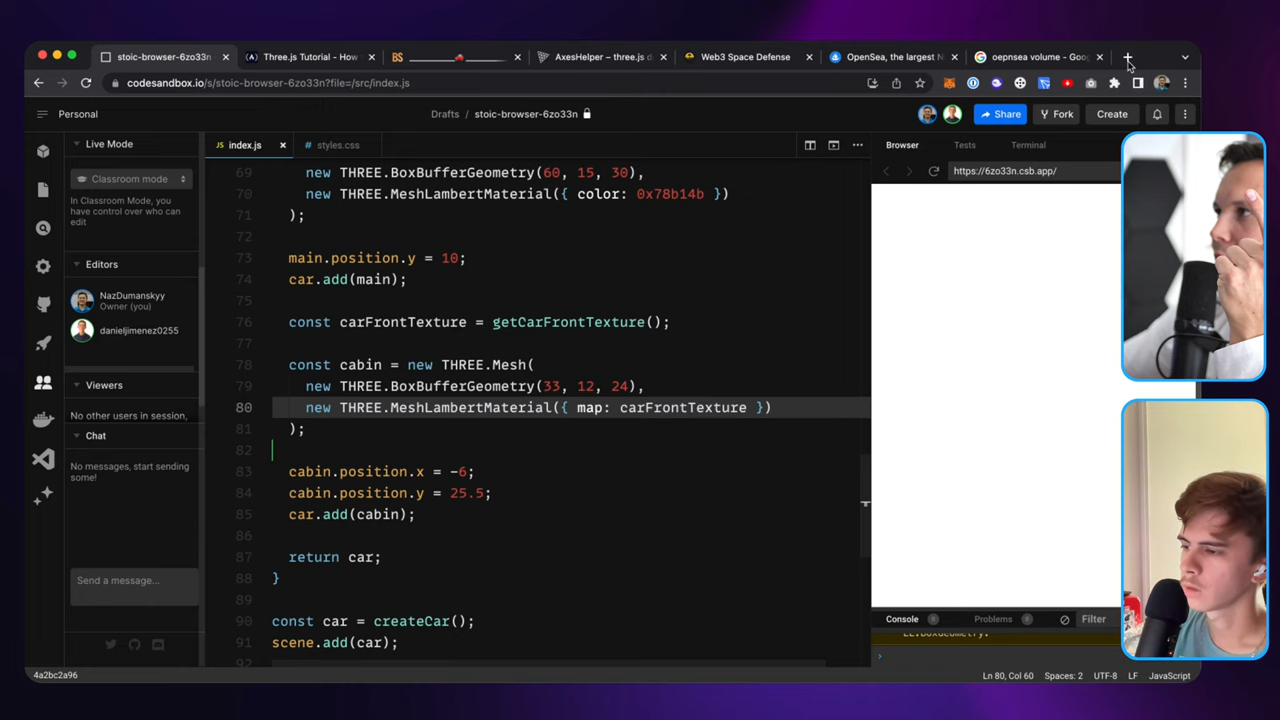 stoic-browser-6zo33n
Three.js Tutorial - How
BS
AxesHelper – three.js d
Web3 Space Defense
OpenSea, the largest N
oepnsea volume - Goog
codesandbox.io/s/stoic-browser-6zo33n?file=/src/index.js
Personal
Drafts / stoic-browser-6zo33n
Share
Fork
Create
Live Mode
Classroom mode
In Classroom Mode, you
have control over who can
edit
Editors
NazDumanskyy
Owner (you)
danieljimenez0255
Viewers
No other users in session,
Chat
No messages, start sending
some!
Send a message...
JS index.js
styles.css
69 new THREE.BoxBufferGeometry(60, 15, 30),
70 new THREE.MeshLambertMaterial({ color: 0x78b14b })
71 );
72
73 main.position.y = 10;
74 car.add(main);
75
76 const carFrontTexture = getCarFrontTexture();
77
78 const cabin = new THREE.Mesh(
79 new THREE.BoxBufferGeometry(33, 12, 24),
80 new THREE.MeshLambertMaterial({ map: carFrontTexture })
81 );
82
83 cabin.position.x = -6;
84 cabin.position.y = 25.5;
85 car.add(cabin);
86
87 return car;
88 }
89
90 const car = createCar();
91 scene.add(car);
92
Browser
Tests
Terminal
https://6zo33n.csb.app/
Console
Problems
Filter
4a2bc2a96
Ln 80, Col 60
Spaces: 2
UTF-8
LF
JavaScript